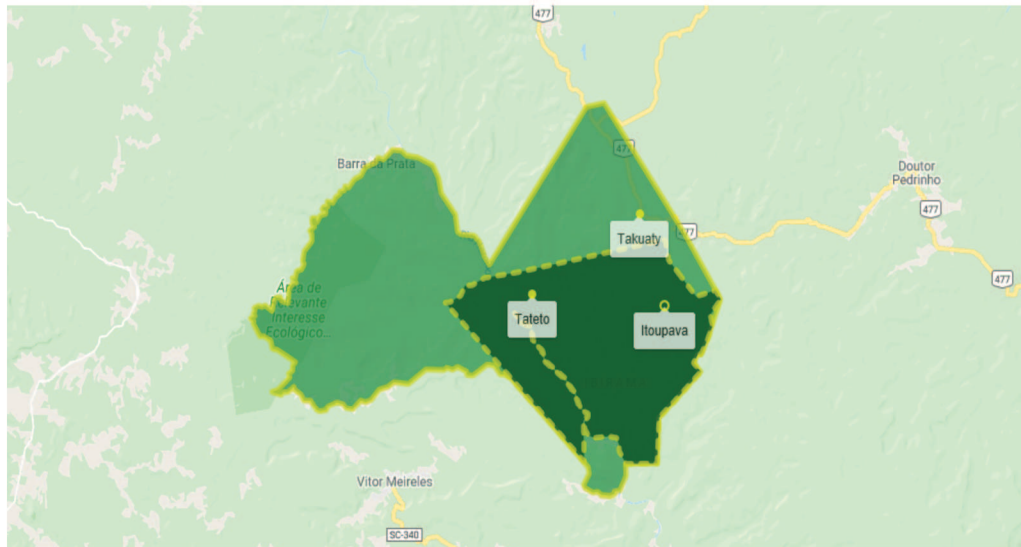 477
Barra da Prata
477
Doutor
Pedrinho
477
Takuaty
477
477
Área de
Relevante
Interesse
Ecológico...
Tateto
Itoupava
Vitor Meireles
SC-340